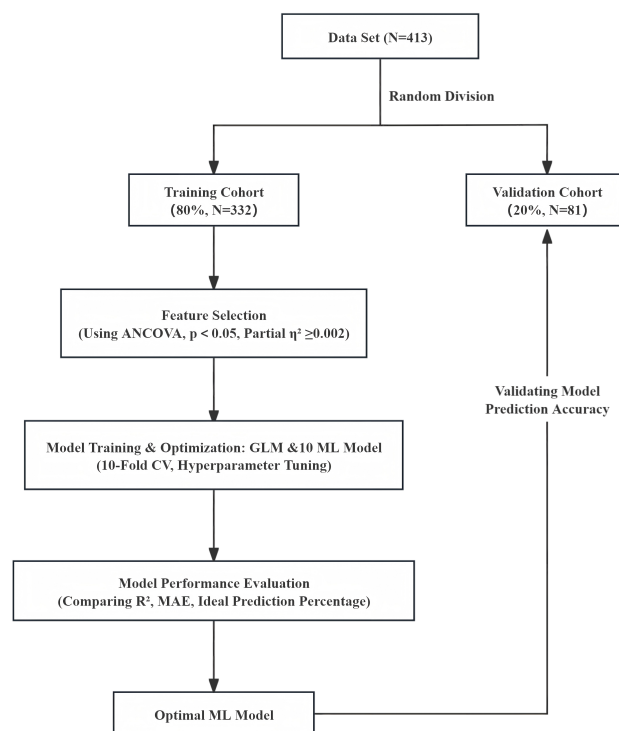 Data Set (N=413)
Random Division
Training Cohort
(80%, N=332)
Validation Cohort
(20%, N=81)
Feature Selection
(Using ANCOVA, p < 0.05, Partial η² ≥0.002)
Validating Model
Prediction Accuracy
Model Training & Optimization: GLM &10 ML Model
(10-Fold CV, Hyperparameter Tuning)
Model Performance Evaluation
(Comparing R², MAE, Ideal Prediction Percentage)
Optimal ML Model